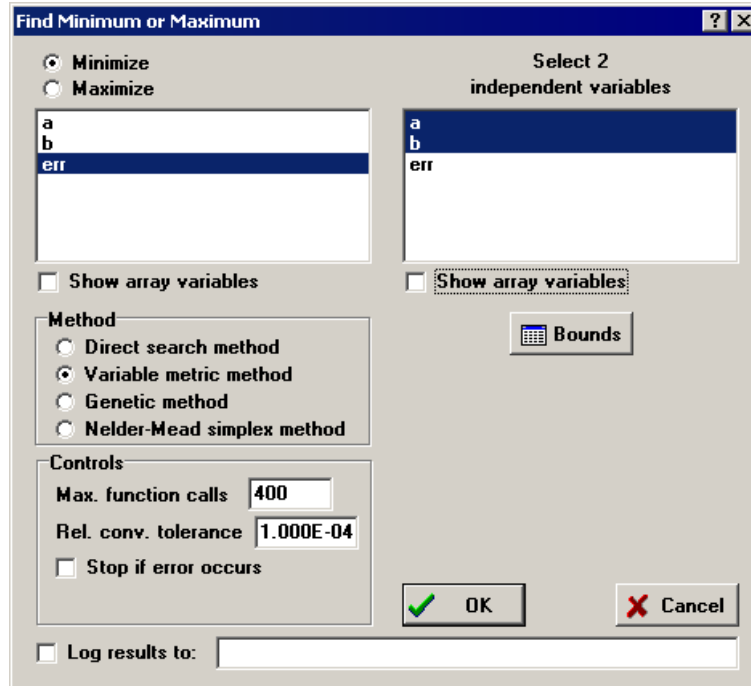 Find Minimum or Maximum
Minimize
Maximize
a
b
err
Show array variables
Select 2
independent variables
a
b
err
Show array variables
Bounds
Method
Direct search method
Variable metric method
Genetic method
Nelder-Mead simplex method
Controls
Max. function calls 400
Rel. conv. tolerance 1.000E-04
Stop if error occurs
OK
Cancel
Log results to: